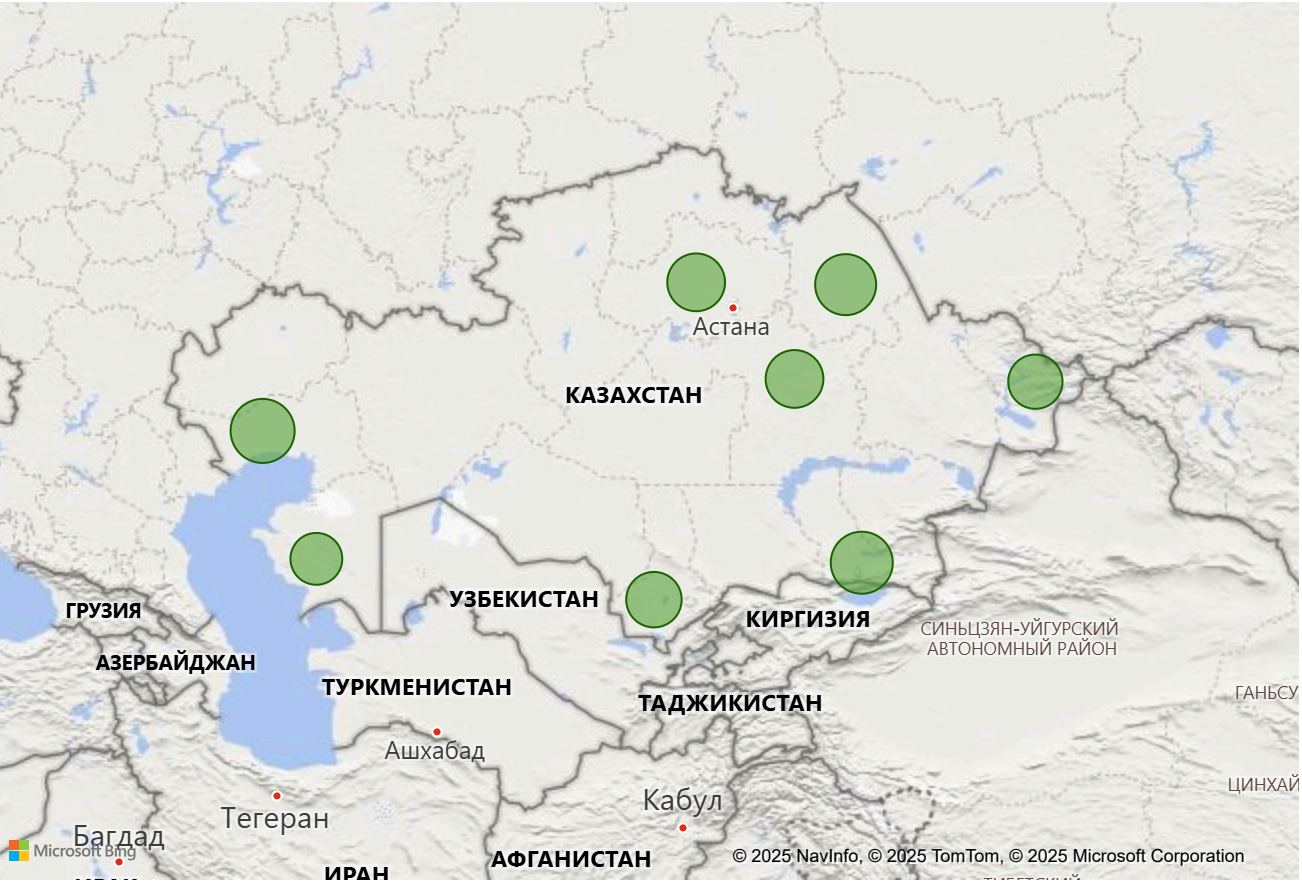 Астана
КАЗАХСТАН
УЗБЕКИСТАН
ГРУЗИЯ
КИРГИЗИЯ
СИНЬЦЗЯН-УЙГУРСКИЙ
АВТОНОМНЫЙ РАЙОН
АЗЕРБАЙДЖАН
ТУРКМЕНИСТАН
ГАНЬСУ
ТАДЖИКИСТАН
Ашхабад
ЦИНХАЙ
Кабул
Тегеран
Багдад
Microsoft Bing
АФГАНИСТАН
© 2025 NavInfo, © 2025 TomTom, © 2025 Microsoft Corporation
ИРАН